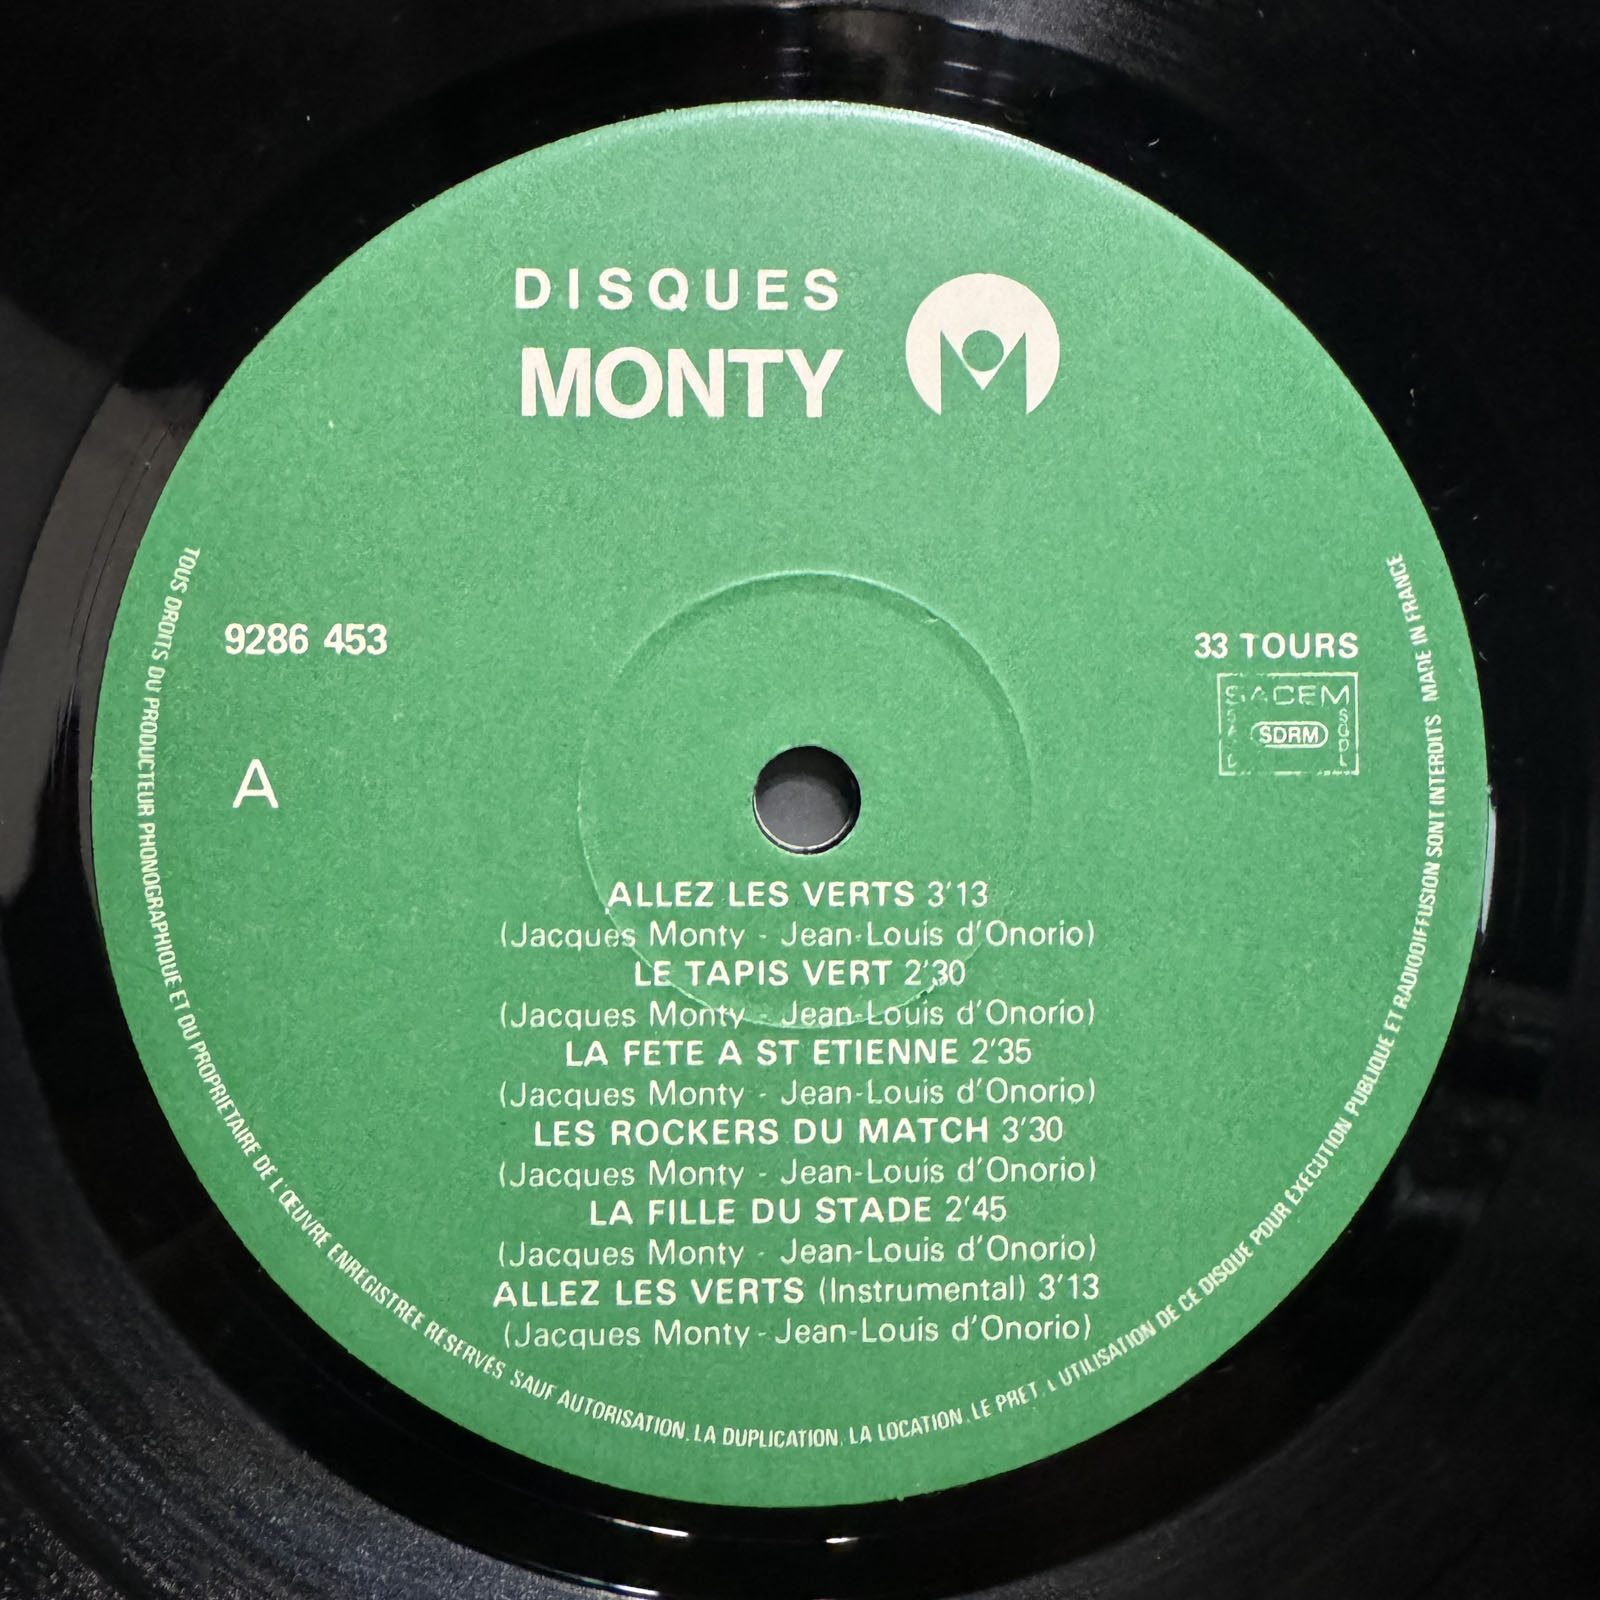 DISQUES
MONTY
9286 453
33 TOURS
SACEM
SDRM
A
ALLEZ LES VERTS 3'13
(Jacques Monty - Jean-Louis d'Onorio)
LE TAPIS VERT 2'30
(Jacques Monty - Jean-Louis d'Onorio)
LA FETE A ST ETIENNE 2'35
(Jacques Monty - Jean-Louis d'Onorio)
LES ROCKERS DU MATCH 3'30
(Jacques Monty - Jean-Louis d'Onorio)
LA FILLE DU STADE 2'45
(Jacques Monty - Jean-Louis d'Onorio)
ALLEZ LES VERTS (Instrumental) 3'13
(Jacques Monty - Jean-Louis d'Onorio)
TOUS DROITS DU PRODUCTEUR PHONOGRAPHIQUE ET DU PROPRIETAIRE DE L'ŒUVRE ENREGISTRÉE RÉSERVÉS SAUF AUTORISATION. LA DUPLICATION, LA LOCATION, LE PRET, L'UTILISATION DE CE DISQUE POUR EXECUTION PUBLIQUE ET RADIODIFFUSION SONT INTERDITS MADE IN FRANCE